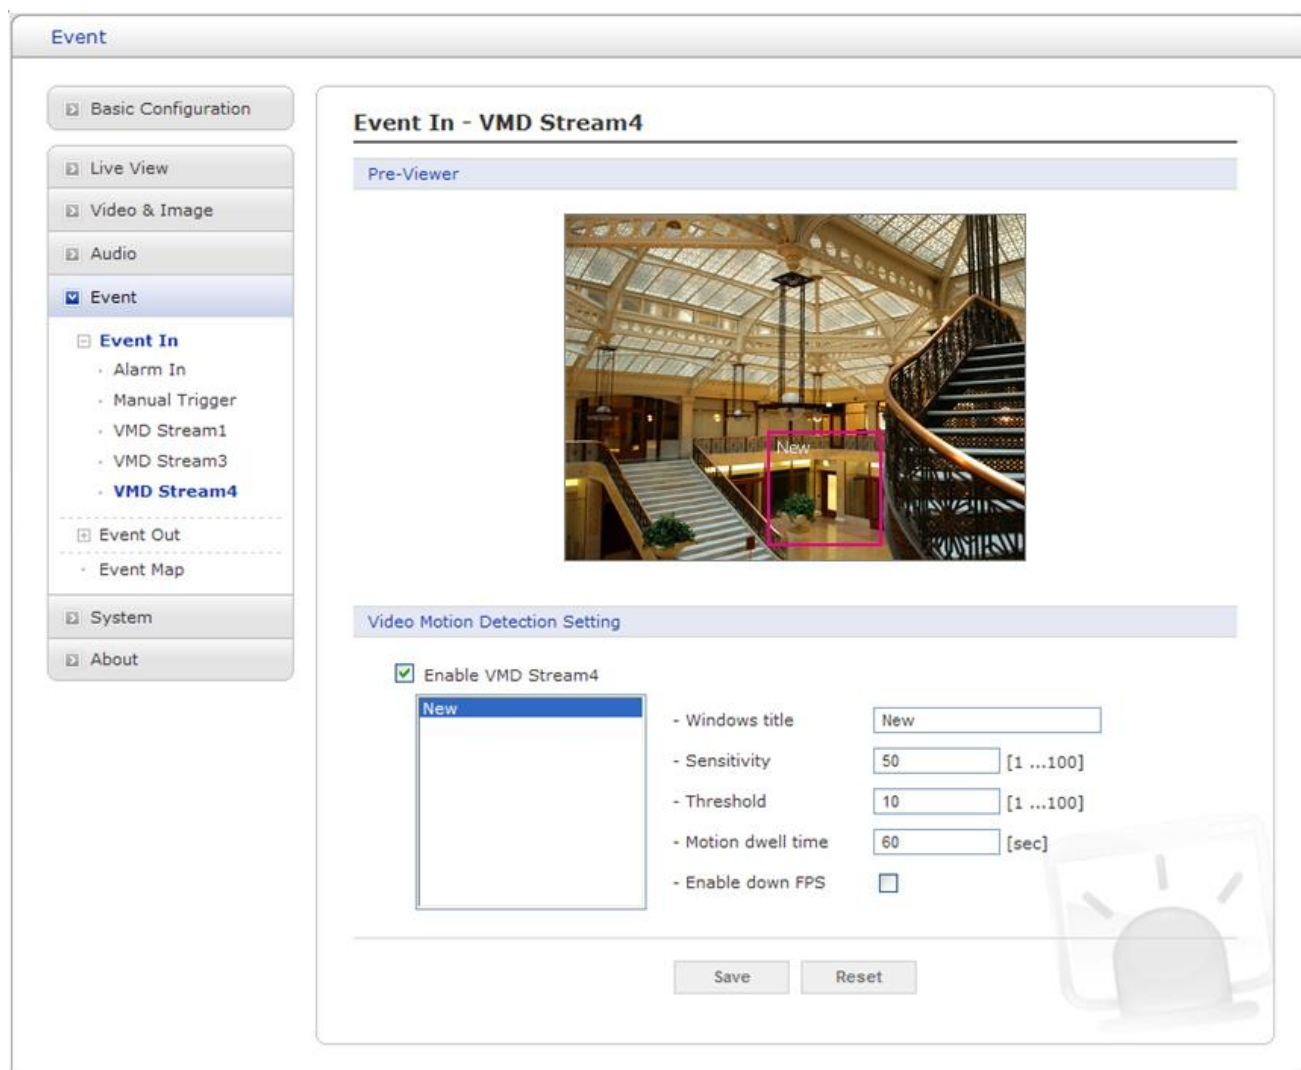 Event
Basic Configuration
Live View
Video & Image
Audio
Event
Event In
Alarm In
Manual Trigger
VMD Stream1
VMD Stream3
VMD Stream4
Event Out
Event Map
System
About
Event In - VMD Stream4
Pre-Viewer
New
Video Motion Detection Setting
Enable VMD Stream4
New
- Windows title New
- Sensitivity 50 [1 ...100]
- Threshold 10 [1 ...100]
- Motion dwell time 60 [sec]
- Enable down FPS
Save Reset